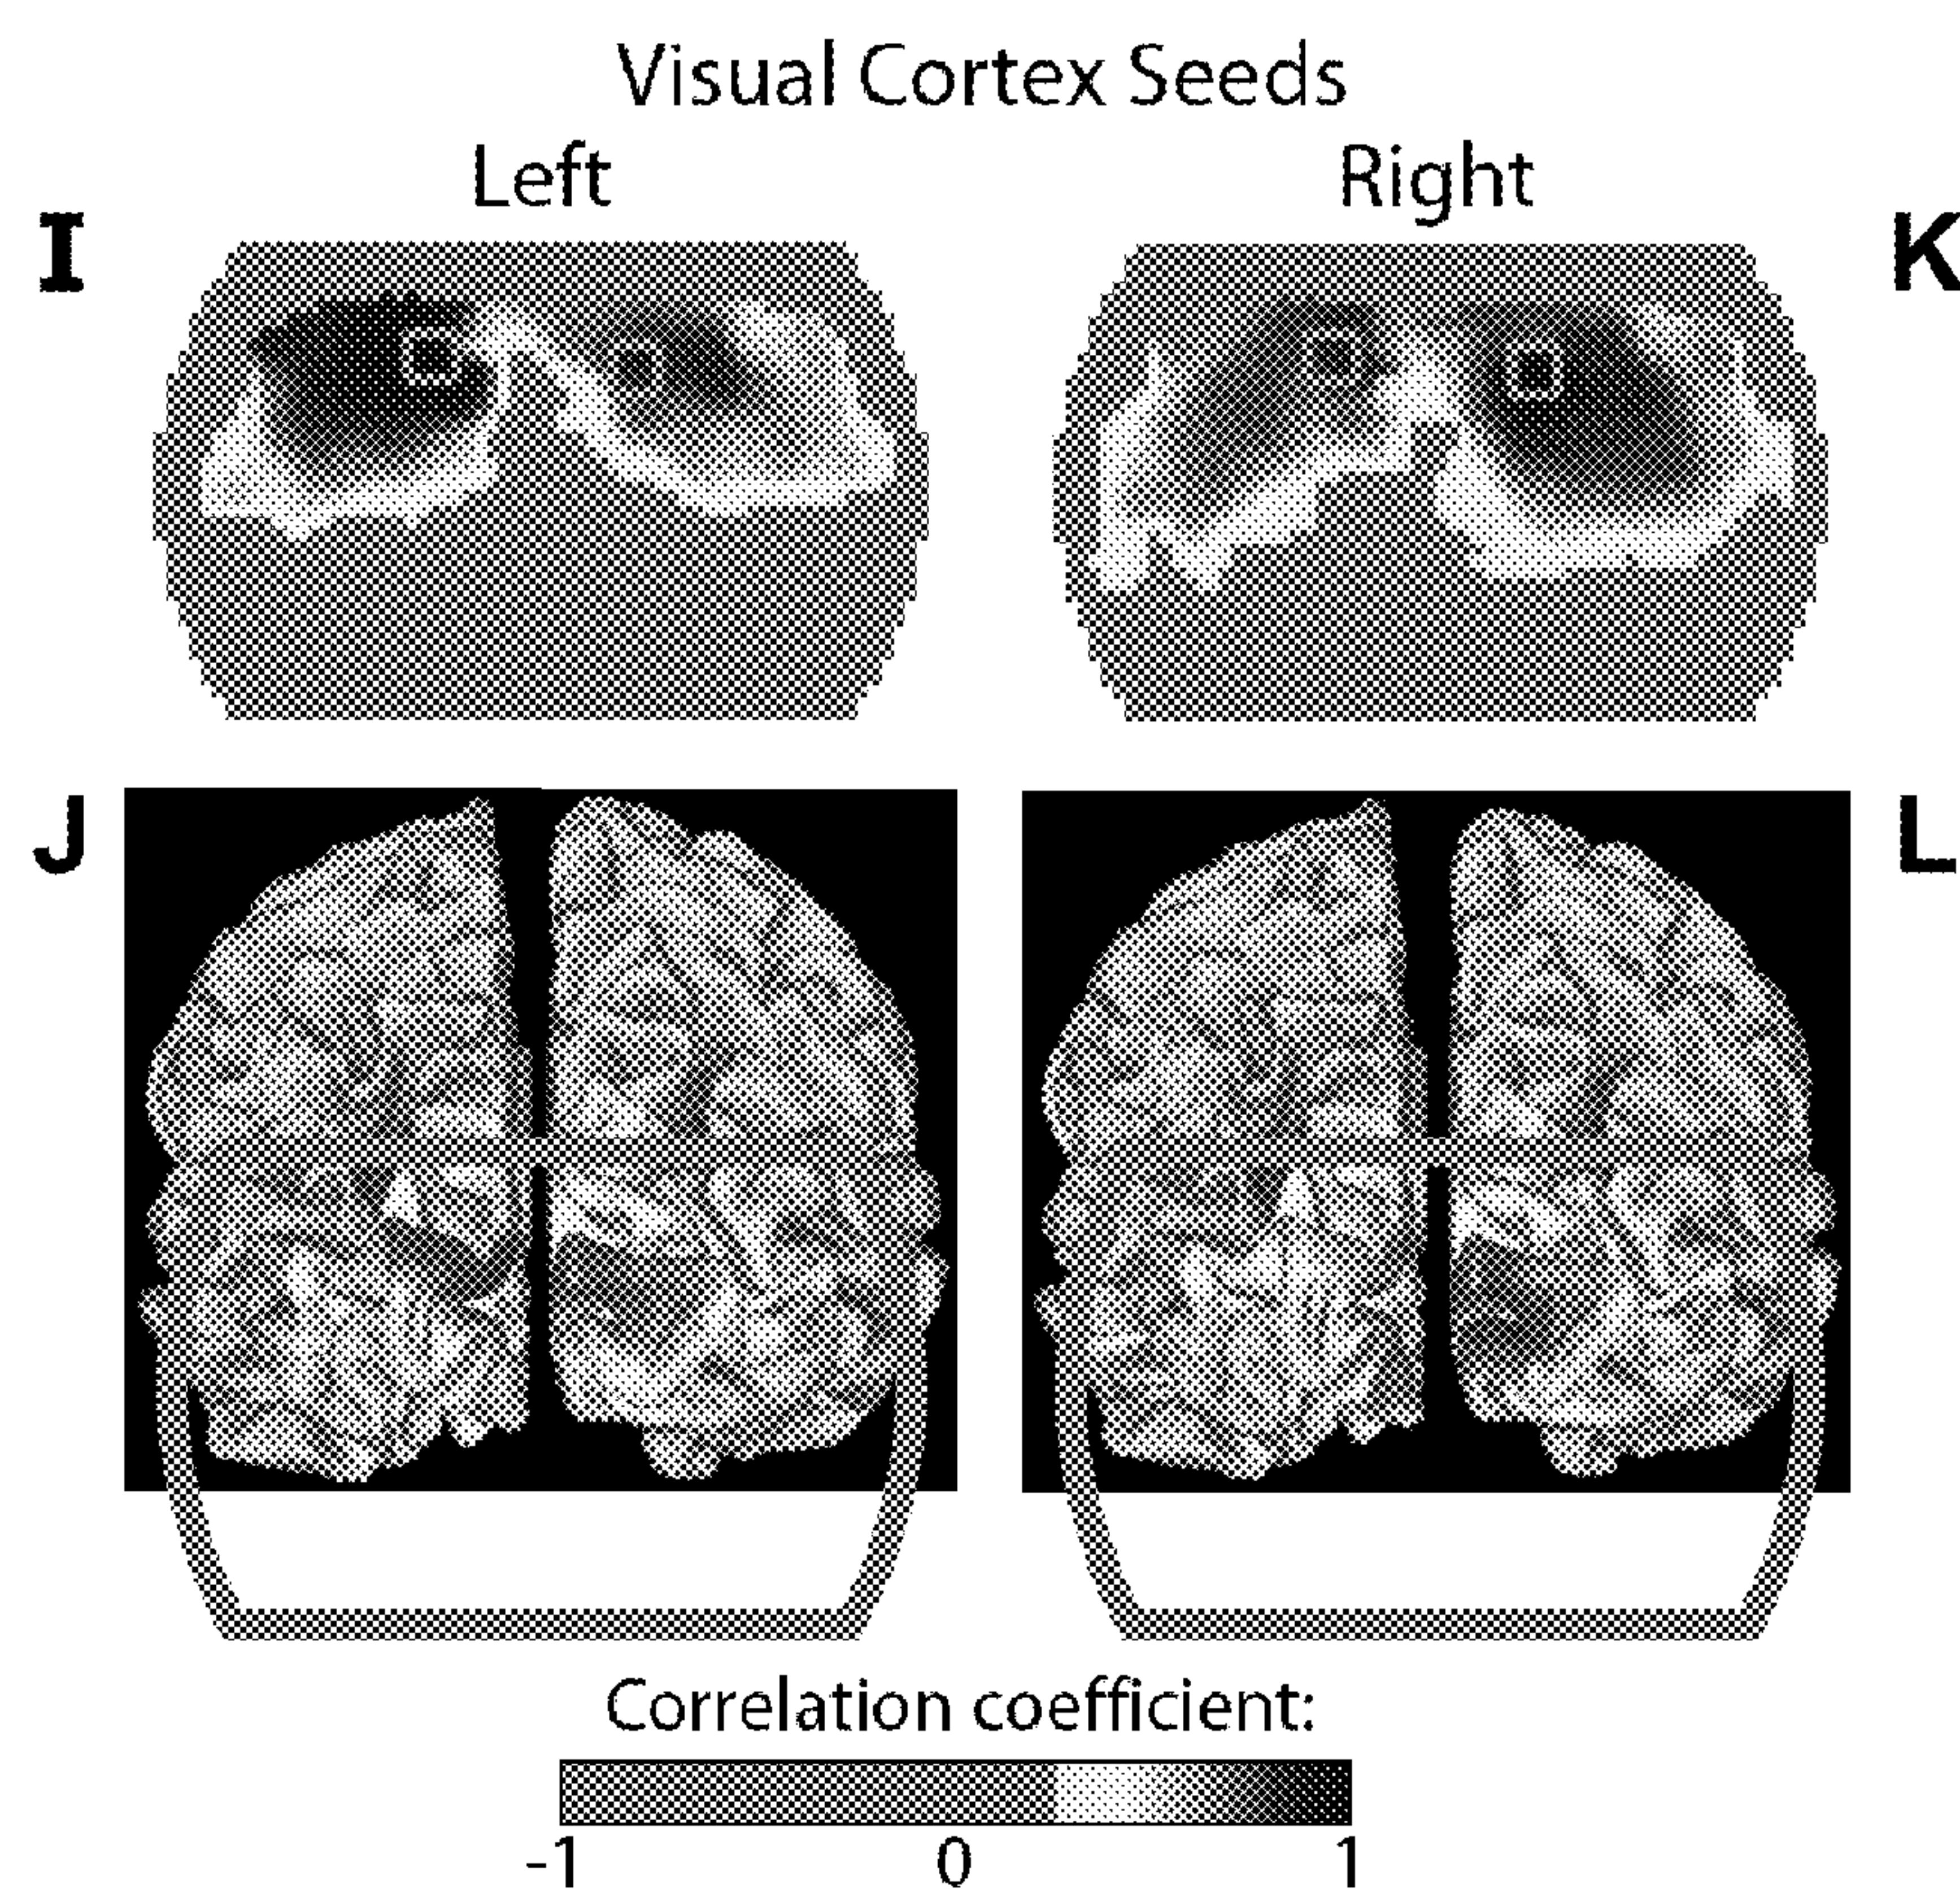 Visual Cortex Seeds
Left Right
I K
J L
Correlation coefficient:
-1 0 1